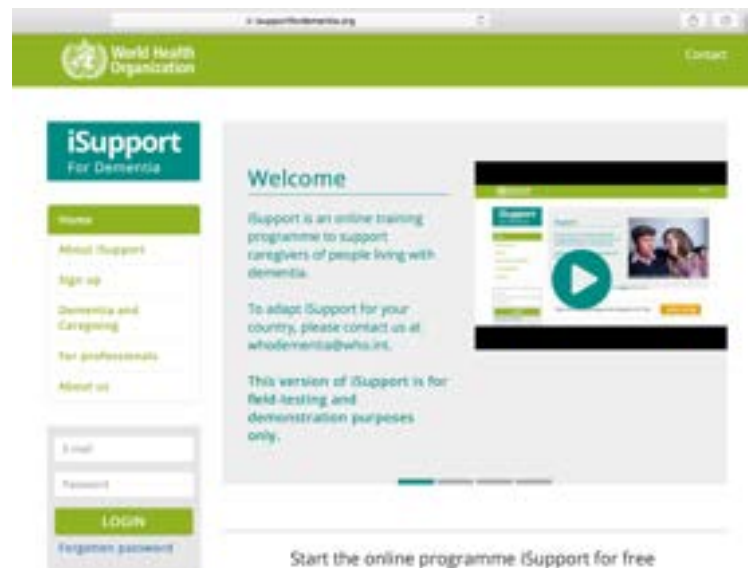 isupportfordementia.org
World Health
Organization
Contact
iSupport
For Dementia
Home
About iSupport
Sign up
Dementia and
Caregiving
For professionals
About us
E-mail
Password
LOGIN
Forgotten password
Welcome
iSupport is an online training
programme to support
caregivers of people living with
dementia.
To adapt iSupport for your
country, please contact us at
whodementia@who.int.
This version of iSupport is for
field-testing and
demonstration purposes
only.
Start the online programme iSupport for free